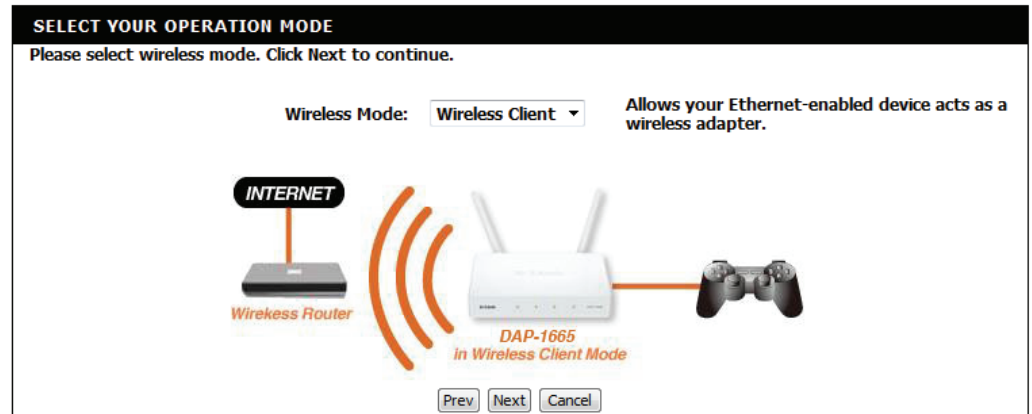 SELECT YOUR OPERATION MODE
Please select wireless mode. Click Next to continue.
Wireless Mode: Wireless Client Allows your Ethernet-enabled device acts as a
wireless adapter.
INTERNET
Wirekess Router
DAP-1665
in Wireless Client Mode
Prev Next Cancel